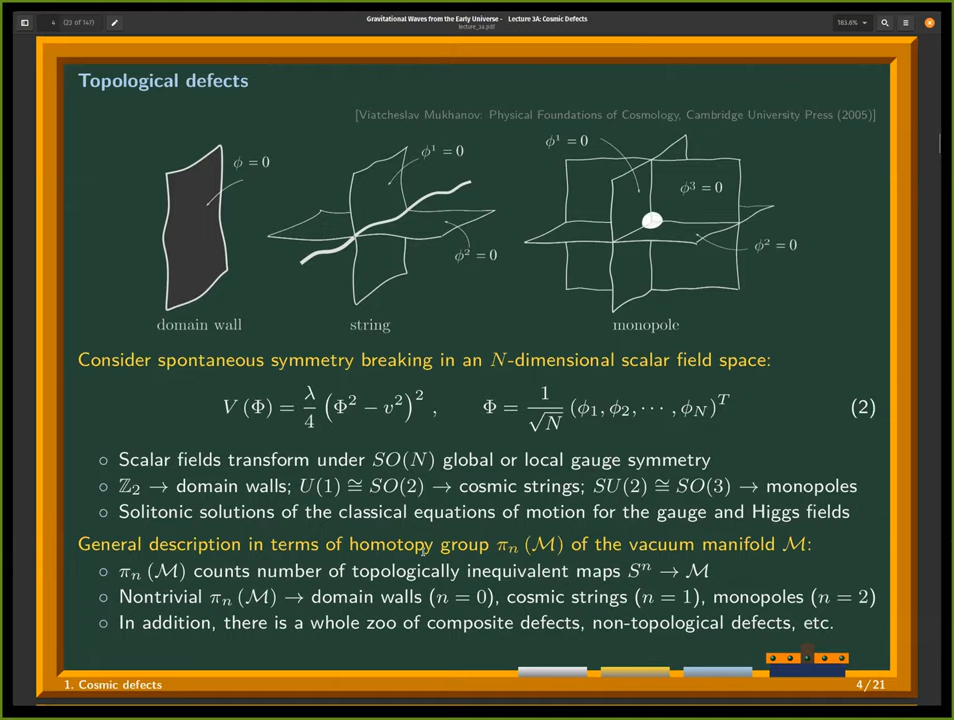 Gravitational Waves from the Early Universe - Lecture 3A: Cosmic Defects
lecture_3a.pdf
4 (23 of 147)
183.6%
Topological defects
[Viatcheslav Mukhanov: Physical Foundations of Cosmology, Cambridge University Press (2005)]
ϕ = 0
ϕ¹ = 0
ϕ² = 0
ϕ¹ = 0
ϕ³ = 0
ϕ² = 0
domain wall
string
monopole
Consider spontaneous symmetry breaking in an N-dimensional scalar field space:
V (Φ) = λ/4 (Φ² − v²)² , Φ = 1/√N (ϕ₁, ϕ₂, ⋯ , ϕ_N)^T (2)
○ Scalar fields transform under SO(N) global or local gauge symmetry
○ ℤ₂ → domain walls; U(1) ≅ SO(2) → cosmic strings; SU(2) ≅ SO(3) → monopoles
○ Solitonic solutions of the classical equations of motion for the gauge and Higgs fields
General description in terms of homotopy group πₙ (ℳ) of the vacuum manifold ℳ:
○ πₙ (ℳ) counts number of topologically inequivalent maps Sⁿ → ℳ
○ Nontrivial πₙ (ℳ) → domain walls (n = 0), cosmic strings (n = 1), monopoles (n = 2)
○ In addition, there is a whole zoo of composite defects, non-topological defects, etc.
1. Cosmic defects
4/21